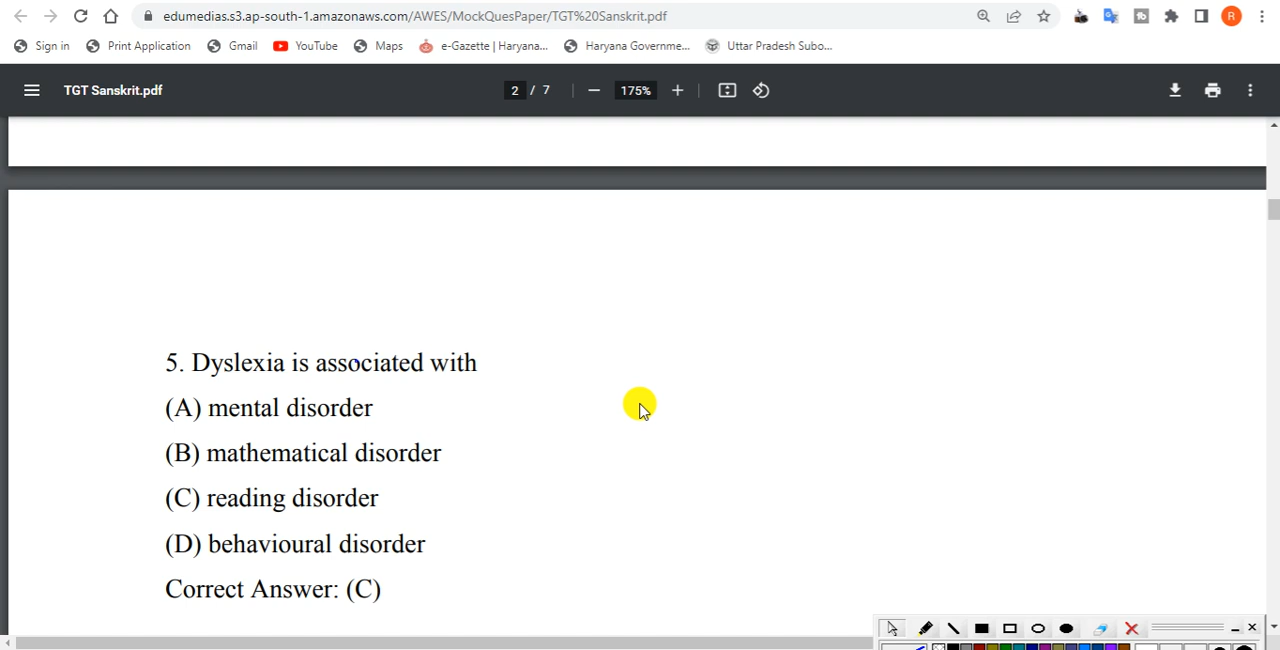 edumedias.s3.ap-south-1.amazonaws.com/AWES/MockQuesPaper/TGT%20Sanskrit.pdf
R
Sign in Print Application Gmail YouTube Maps e-Gazette | Haryana... Haryana Governme... Uttar Pradesh Subo...
TGT Sanskrit.pdf 2 / 7 175%
5. Dyslexia is associated with
(A) mental disorder
(B) mathematical disorder
(C) reading disorder
(D) behavioural disorder
Correct Answer: (C)